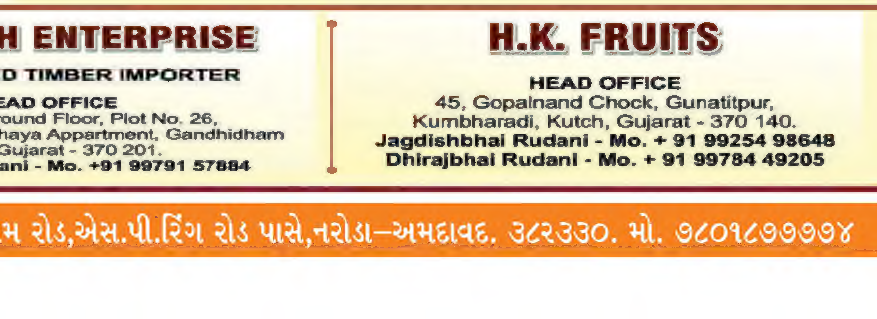 H ENTERPRISE
D TIMBER IMPORTER
EAD OFFICE
round Floor, Plot No. 26,
haya Appartment, Gandhidham
Gujarat - 370 201.
ani - Mo. +91 99791 57884
H.K. FRUITS
HEAD OFFICE
45, Gopalnand Chock, Gunatitpur,
Kumbharadi, Kutch, Gujarat - 370 140.
Jagdishbhai Rudani - Mo. + 91 99254 98648
Dhirajbhai Rudani - Mo. + 91 99784 49205
મ રોડ,એસ.પી.રિંગ રોડ પાસે,નરોડા–અમદાવદ. ૩૮૨૩૩૦. મો. ૭૮૦૧૮૭૭૭૭૪